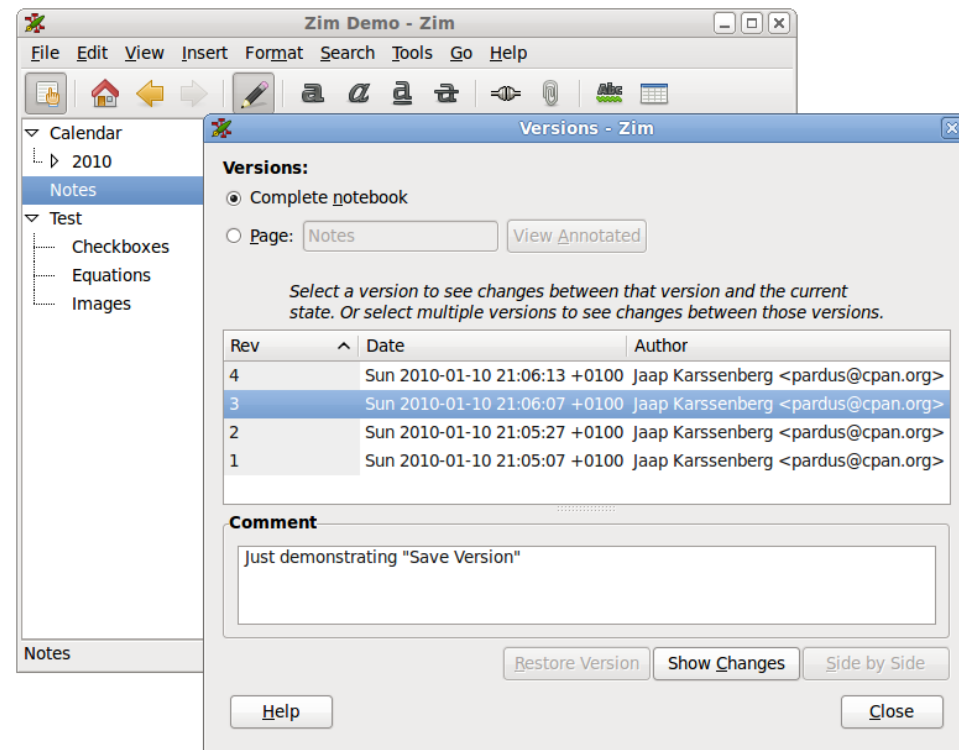 Zim Demo - Zim
File Edit View Insert Format Search Tools Go Help
a a a a Abc
Calendar
2010
Notes
Test
Checkboxes
Equations
Images
Notes
Versions - Zim
Versions:
Complete notebook
Page: Notes View Annotated
Select a version to see changes between that version and the current
state. Or select multiple versions to see changes between those versions.
Rev Date Author
4 Sun 2010-01-10 21:06:13 +0100 Jaap Karssenberg <pardus@cpan.org>
3 Sun 2010-01-10 21:06:07 +0100 Jaap Karssenberg <pardus@cpan.org>
2 Sun 2010-01-10 21:05:27 +0100 Jaap Karssenberg <pardus@cpan.org>
1 Sun 2010-01-10 21:05:07 +0100 Jaap Karssenberg <pardus@cpan.org>
Comment
Just demonstrating "Save Version"
Restore Version Show Changes Side by Side
Help Close